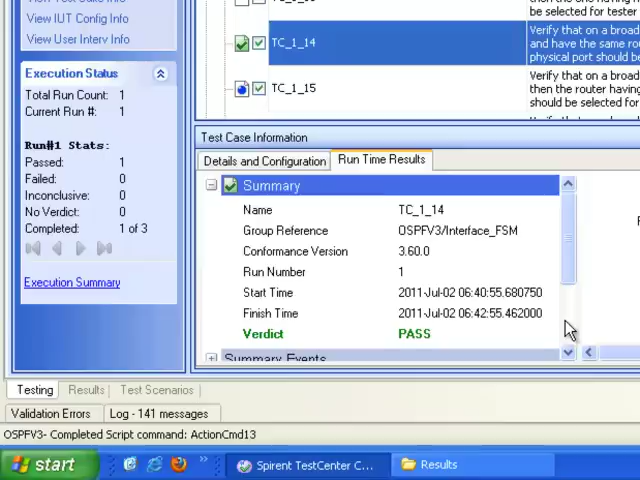 View IUT Config Info
View User Interv Info
Execution Status
Total Run Count: 1
Current Run #: 1
Run#1 Stats:
Passed: 1
Failed: 0
Inconclusive: 0
No Verdict: 0
Completed: 1 of 3
Execution Summary
be selected for tester
TC_1_14
Verify that on a broad
and have the same rou
physical port should be
TC_1_15
Verify that on a broad
then the router having
should be selected for
Test Case Information
Details and Configuration
Run Time Results
Summary
Name TC_1_14
Group Reference OSPFV3/Interface_FSM
Conformance Version 3.60.0
Run Number 1
Start Time 2011-Jul-02 06:40:55.680750
Finish Time 2011-Jul-02 06:42:55.462000
Verdict PASS
Summary Events
Testing Results Test Scenarios
Validation Errors Log - 141 messages
OSPFV3- Completed Script command: ActionCmd13
start
Spirent TestCenter C...
Results